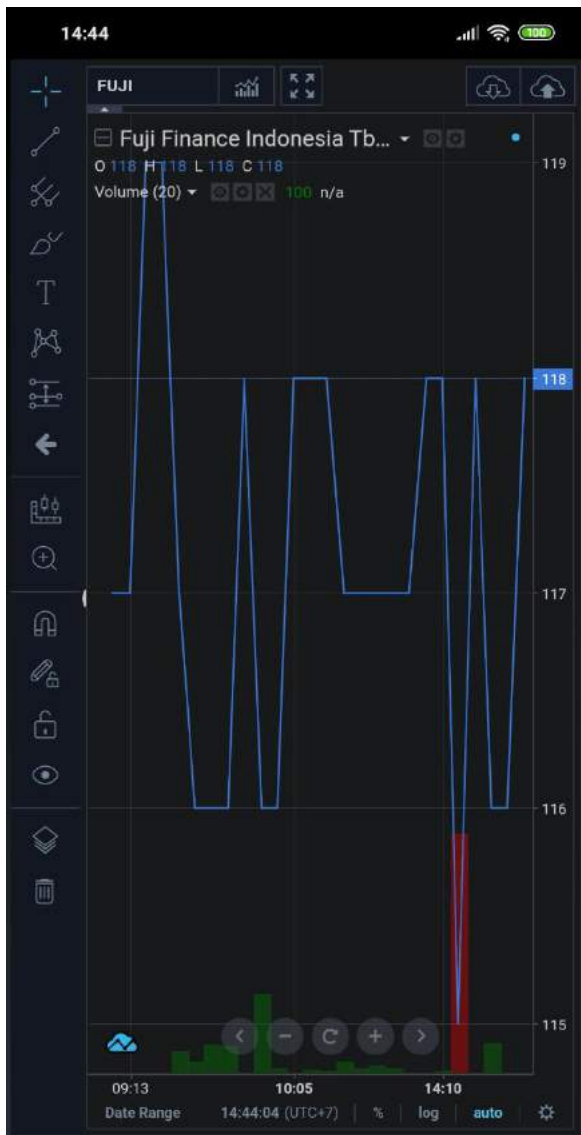 14:44
100
FUJI
Fuji Finance Indonesia Tb...
O 118 H 118 L 118 C 118
Volume (20) 100 n/a
119
118
117
116
115
09:13 10:05 14:10
Date Range 14:44:04 (UTC+7) % log auto